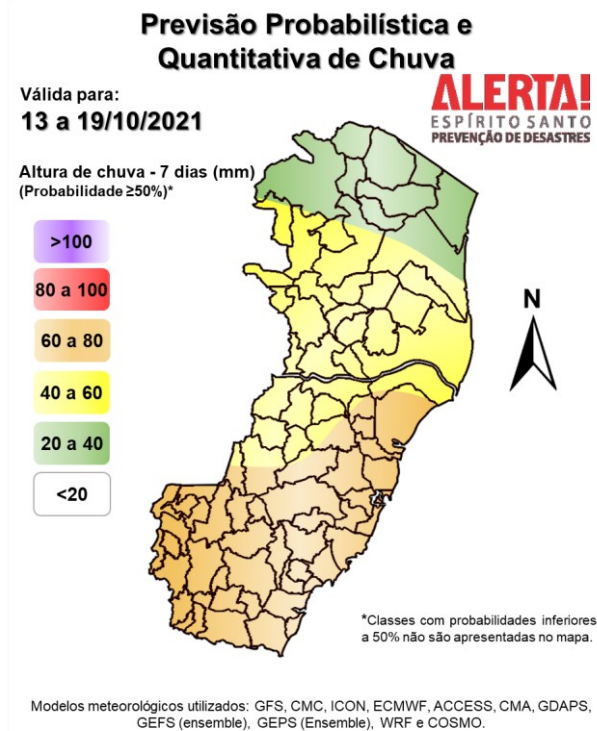 Previsão Probabilística e
Quantitativa de Chuva
Válida para:
13 a 19/10/2021
ALERTA!
ESPÍRITO SANTO
PREVENÇÃO DE DESASTRES
Altura de chuva - 7 dias (mm)
(Probabilidade ≥50%)*
>100
80 a 100
60 a 80
40 a 60
20 a 40
<20
N
*Classes com probabilidades inferiores
a 50% não são apresentadas no mapa.
Modelos meteorológicos utilizados: GFS, CMC, ICON, ECMWF, ACCESS, CMA, GDAPS,
GEFS (ensemble), GEPS (Ensemble), WRF e COSMO.